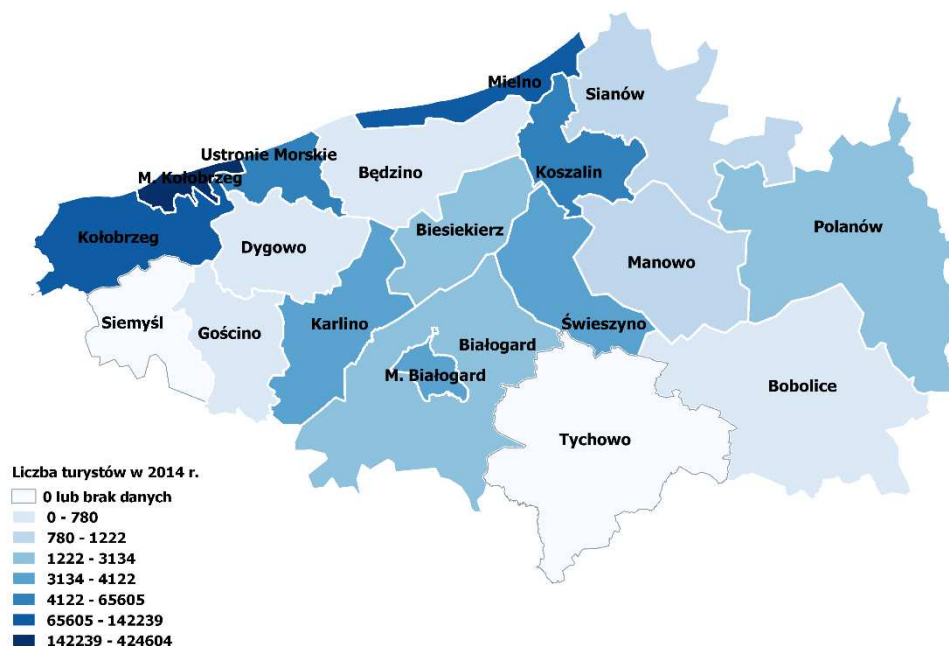 Mielno
Sianów
Ustronie Morskie
M. Kołobrzeg
Będzino
Koszalin
Kołobrzeg
Dygowo
Biesiekierz
Polanów
Manowo
Siemyśl
Gościno
Karlino
Świeszyno
Białogard
M. Białogard
Bobolice
Tychowo
Liczba turystów w 2014 r.
0 lub brak danych
0 - 780
780 - 1222
1222 - 3134
3134 - 4122
4122 - 65605
65605 - 142239
142239 - 424604